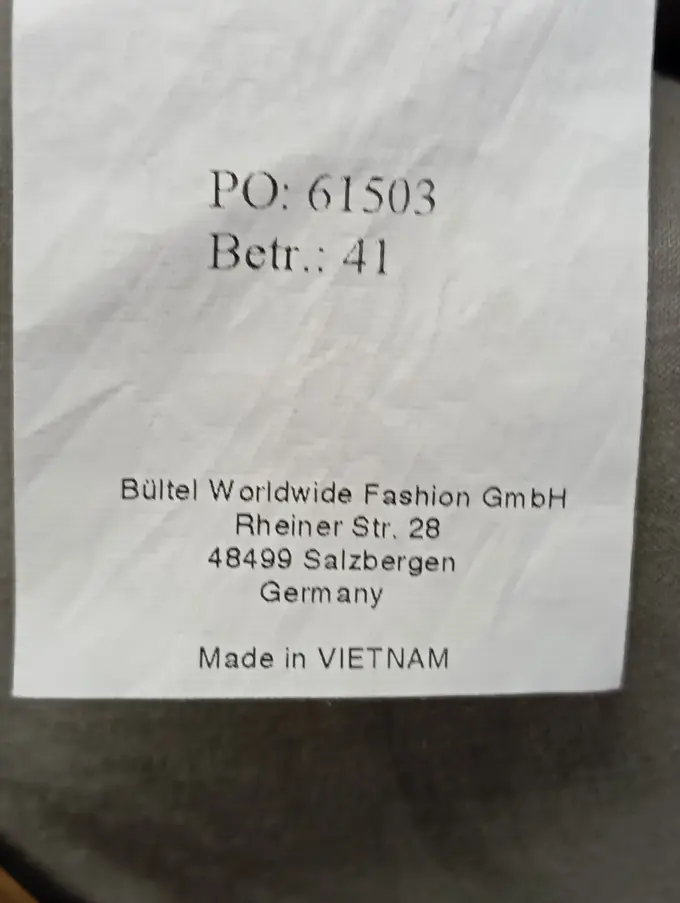 PO: 61503
Betr.: 41
Bültel Worldwide Fashion GmbH
Rheiner Str. 28
48499 Salzbergen
Germany
Made in VIETNAM